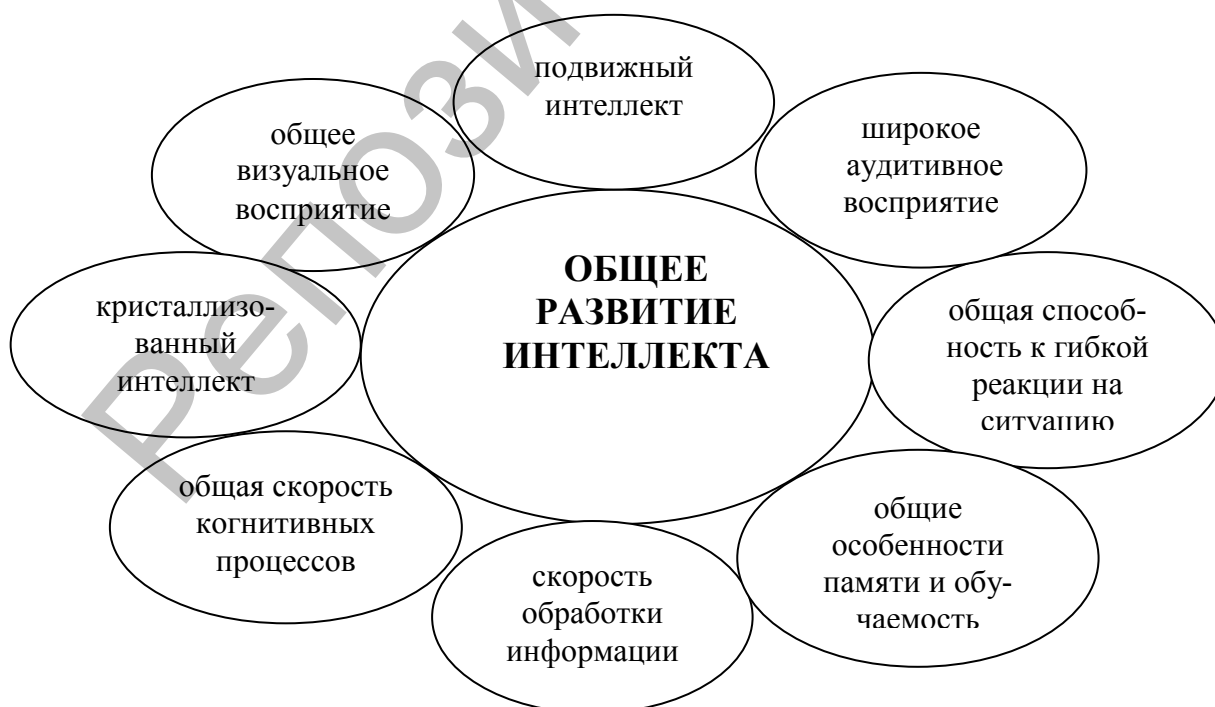 подвижный
интеллект
широкое
аудитивное
восприятие
общая способ-
ность к гибкой
реакции на
ситуацию
общие
особенности
памяти и обу-
чаемость
скорость
обработки
информации
общая скорость
когнитивных
процессов
кристаллизо-
ванный
интеллект
общее
визуальное
восприятие
ОБЩЕЕ
РАЗВИТИЕ
ИНТЕЛЛЕКТА
Репози